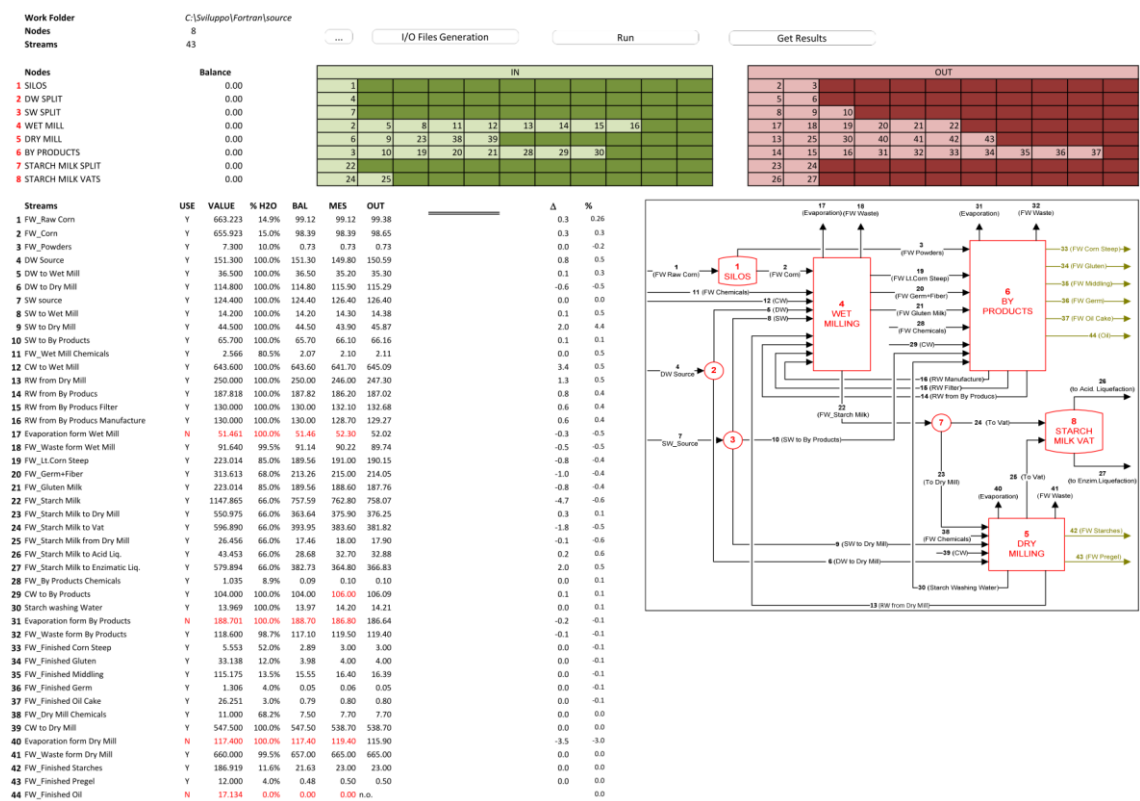 Work Folder C:\Sviluppo\Fortran\source
Nodes 8
Streams 43
... I/O Files Generation Run Get Results
Nodes Balance IN OUT
1 SILOS 0.00 1 2 3
2 DW SPLIT 0.00 4 5 6
3 SW SPLIT 0.00 7 8 9 10
4 WET MILL 0.00 2 5 8 11 12 13 14 15 16 17 18 19 20 21 22
5 DRY MILL 0.00 6 9 23 38 39 13 25 30 40 41 42 43
6 BY PRODUCTS 0.00 3 10 19 20 21 28 29 30 14 15 16 31 32 33 34 35 36 37
7 STARCH MILK SPLIT 0.00 22 23 24
8 STARCH MILK VATS 0.00 24 25 26 27
Streams USE VALUE % H2O BAL MES OUT Δ %
1 FW_Raw Corn Y 663.223 14.9% 99.12 99.12 99.38 0.3 0.26
2 FW_Corn Y 655.923 15.0% 98.39 98.39 98.65 0.3 0.3
3 FW_Powders Y 7.300 10.0% 0.73 0.73 0.73 0.0 -0.2
4 DW Source Y 151.300 100.0% 151.30 149.80 150.59 0.8 0.5
5 DW to Wet Mill Y 36.500 100.0% 36.50 35.20 35.30 0.1 0.3
6 DW to Dry Mill Y 114.800 100.0% 114.80 115.90 115.29 -0.6 -0.5
7 SW source Y 124.400 100.0% 124.40 126.40 126.40 0.0 0.0
8 SW to Wet Mill Y 14.200 100.0% 14.20 14.30 14.38 0.1 0.5
9 SW to Dry Mill Y 44.500 100.0% 44.50 43.90 45.87 2.0 4.4
10 SW to By Products Y 65.700 100.0% 65.70 66.10 66.16 0.1 0.1
11 FW_Wet Mill Chemicals Y 2.566 80.5% 2.07 2.10 2.11 0.0 0.5
12 CW to Wet Mill Y 643.600 100.0% 643.60 641.70 645.09 3.4 0.5
13 RW from Dry Mill Y 250.000 100.0% 250.00 246.00 247.30 1.3 0.5
14 RW from By Producs Y 187.818 100.0% 187.82 186.20 187.02 0.8 0.4
15 RW from By Producs Filter Y 130.000 100.0% 130.00 132.10 132.68 0.6 0.4
16 RW from By Producs Manufacture Y 130.000 100.0% 130.00 128.70 129.27 0.6 0.4
17 Evaporation form Wet Mill N 51.461 100.0% 51.46 52.30 52.02 -0.3 -0.5
18 FW_Waste form Wet Mill Y 91.640 99.5% 91.14 90.22 89.74 -0.5 -0.5
19 FW_Lt.Corn Steep Y 223.014 85.0% 189.56 191.00 190.15 -0.8 -0.4
20 FW_Germ+Fiber Y 313.613 68.0% 213.26 215.00 214.05 -1.0 -0.4
21 FW_Gluten Milk Y 223.014 85.0% 189.56 188.60 187.76 -0.8 -0.4
22 FW_Starch Milk Y 1147.865 66.0% 757.59 762.80 758.07 -4.7 -0.6
23 FW_Starch Milk to Dry Mill Y 550.975 66.0% 363.64 375.90 376.25 0.3 0.1
24 FW_Starch Milk to Vat Y 596.890 66.0% 393.95 383.60 381.82 -1.8 -0.5
25 FW_Starch Milk from Dry Mill Y 26.456 66.0% 17.46 18.00 17.90 -0.1 -0.6
26 FW_Starch Milk to Acid Liq. Y 43.453 66.0% 28.68 32.70 32.88 0.2 0.6
27 FW_Starch Milk to Enzimatic Liq. Y 579.894 66.0% 382.73 364.80 366.83 2.0 0.5
28 FW_By Products Chemicals Y 1.035 8.9% 0.09 0.10 0.10 0.0 0.1
29 CW to By Products Y 104.000 100.0% 104.00 106.00 106.09 0.1 0.1
30 Starch washing Water Y 13.969 100.0% 13.97 14.20 14.21 0.0 0.1
31 Evaporation form By Products N 188.701 100.0% 188.70 186.80 186.64 -0.2 -0.1
32 FW_Waste form By Products Y 118.600 98.7% 117.10 119.50 119.40 -0.1 -0.1
33 FW_Finished Corn Steep Y 5.553 52.0% 2.89 3.00 3.00 0.0 -0.1
34 FW_Finished Gluten Y 33.138 12.0% 3.98 4.00 4.00 0.0 -0.1
35 FW_Finished Middling Y 115.175 13.5% 15.55 16.40 16.39 0.0 -0.1
36 FW_Finished Germ Y 1.306 4.0% 0.05 0.06 0.05 0.0 -0.1
37 FW_Finished Oil Cake Y 26.251 3.0% 0.79 0.80 0.80 0.0 -0.1
38 FW_Dry Mill Chemicals Y 11.000 68.2% 7.50 7.70 7.70 0.0 0.0
39 CW to Dry Mill Y 547.500 100.0% 547.50 538.70 538.70 0.0 0.0
40 Evaporation form Dry Mill N 117.400 100.0% 117.40 119.40 115.90 -3.5 -3.0
41 FW_Waste form Dry Mill Y 660.000 99.5% 657.00 665.00 665.00 0.0 0.0
42 FW_Finished Starches Y 186.919 11.6% 21.63 23.00 23.00 0.0 0.0
43 FW_Finished Pregel Y 12.000 4.0% 0.48 0.50 0.50 0.0 0.0
44 FW_Finished Oil N 17.134 0.0% 0.00 0.00 n.o. 0.0
17 18 31 32
(Evaporation) (FW Waste) (Evaporation) (FW Waste)
3
(FW Powders)
33 (FW Corn Steep)
34 (FW Gluten)
35 (FW Middling)
36 (FW Germ)
37 (FW Oil Cake)
44 (Oil)
1
(FW Raw Corn)
1
SILOS
2
(FW Corn)
19
(FW Lt.Corn Steep)
20
(FW Germ+Fiber)
21
(FW Gluten Milk)
28
(FW Chemicals)
29 (CW)
6
BY
PRODUCTS
11 (FW Chemicals)
12 (CW)
5 (DW)
8 (SW)
4
WET
MILLING
4
DW Source
2
16 (RW Manufacture)
15 (RW Filter)
14 (RW from By Products)
22
(FW_Starch Milk)
26
(to Acid. Liquefaction)
7
SW_Source
3
10 (SW to By Products)
7
24 (To Vat)
8
STARCH
MILK VAT
23
(To Dry Mill)
25 (To Vat)
27
(to Enzim.Liquefaction)
40
(Evaporation)
41
(FW Waste)
38
(FW Chemicals)
9 (SW to Dry Mill)
39 (CW)
6 (DW to Dry Mill)
5
DRY
MILLING
42 (FW Starches)
43 (FW Pregel)
30 (Starch Washing Water)
13 (RW from Dry Mill)